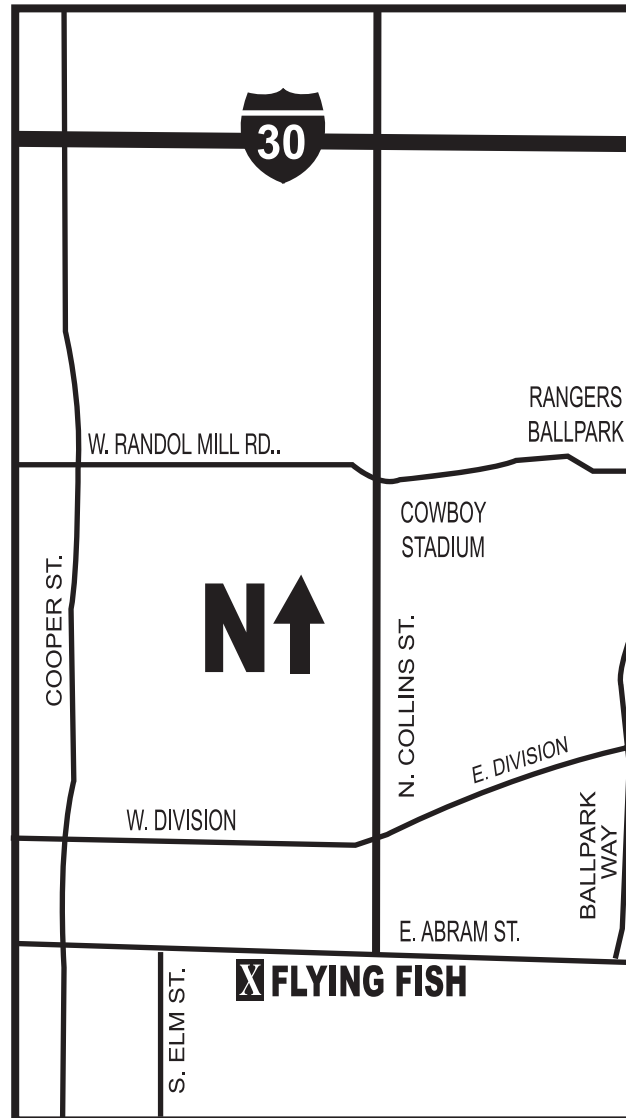 30
RANGERS
BALLPARK
W. RANDOL MILL RD..
COWBOY
STADIUM
COOPER ST.
N
N. COLLINS ST.
E. DIVISION
W. DIVISION
BALLPARK
WAY
E. ABRAM ST.
X FLYING FISH
S. ELM ST.